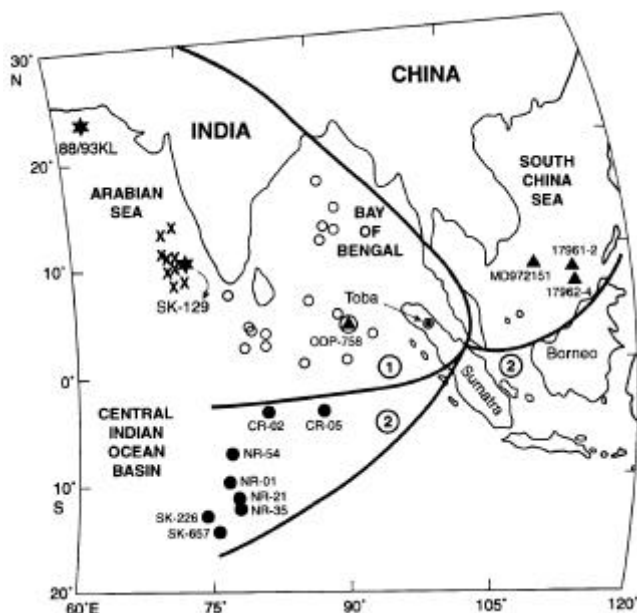 30°
N
CHINA
INDIA
88/93KL
20°
SOUTH
CHINA
SEA
ARABIAN
SEA
BAY
OF
BENGAL
17961-2
MD972151
17962-4
10°
SK-129
Toba
ODP-758
Borneo
1
2
Sumatra
0°
CENTRAL
INDIAN
OCEAN
BASIN
2
CR-02
CR-05
NR-54
NR-01
NR-21
NR-35
10°
S
SK-226
SK-657
20°
60°E
75°
90°
105°
120°